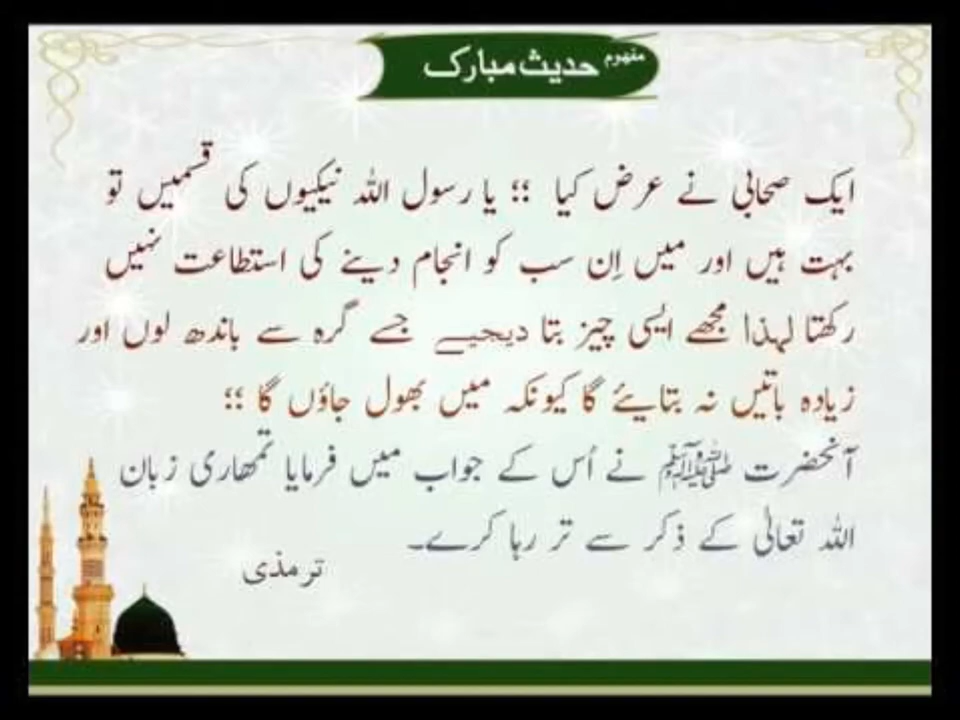 مفہوم حدیث مبارک
ایک صحابی نے عرض کیا ؛؛ یا رسول اللہ نیکیوں کی قسمیں تو
بہت ہیں اور میں اِن سب کو انجام دینے کی استطاعت نہیں
رکھتا لہذا مجھے ایسی چیز بتا دیجیے جسے گرہ سے باندھ لوں اور
زیادہ باتیں نہ بتایئے گا کیونکہ میں بھول جاؤں گا ؛؛
آنحضرت ﷺ نے اُس کے جواب میں فرمایا تمھاری زبان
اللہ تعالٰی کے ذکر سے تر رہا کرے۔
ترمذی